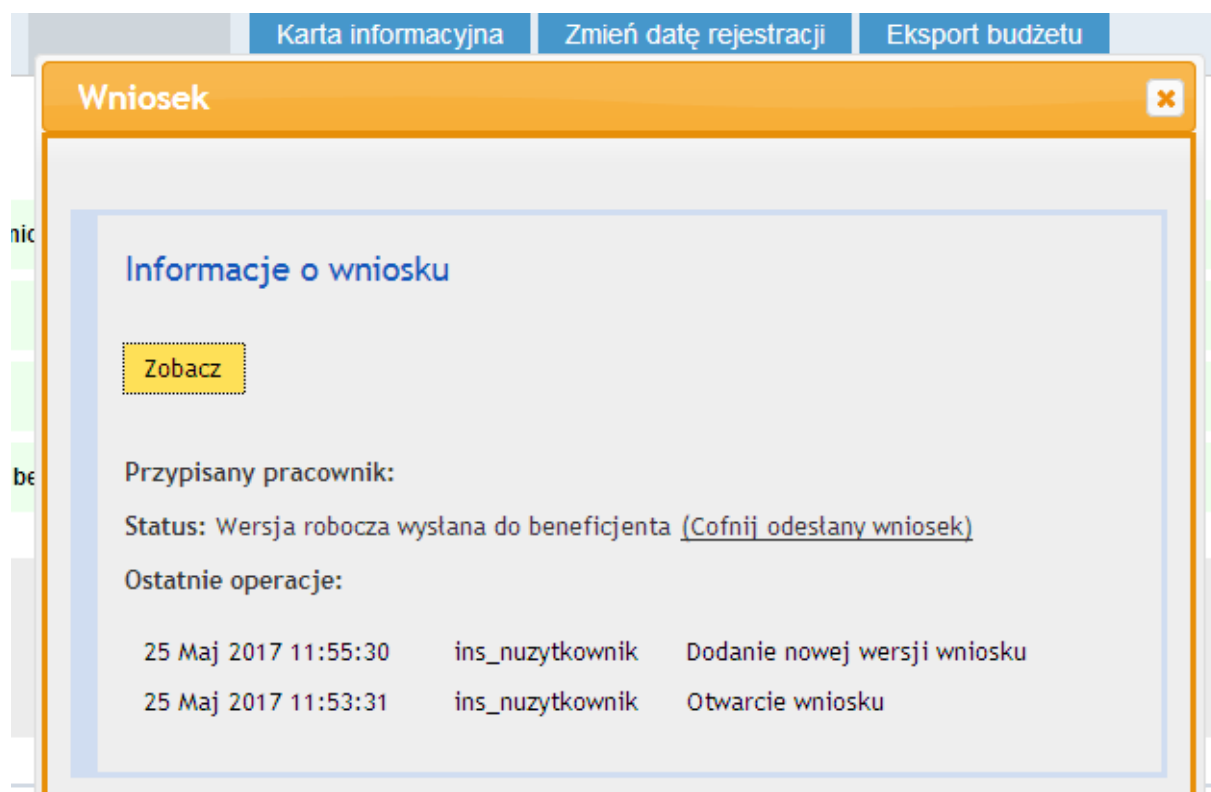 Karta informacyjna Zmień datę rejestracji Eksport budżetu
Wniosek
Informacje o wniosku
Zobacz
Przypisany pracownik:
Status: Wersja robocza wysłana do beneficjenta (Cofnij odesłany wniosek)
Ostatnie operacje:
25 Maj 2017 11:55:30 ins_nuzytkownik Dodanie nowej wersji wniosku
25 Maj 2017 11:53:31 ins_nuzytkownik Otwarcie wniosku